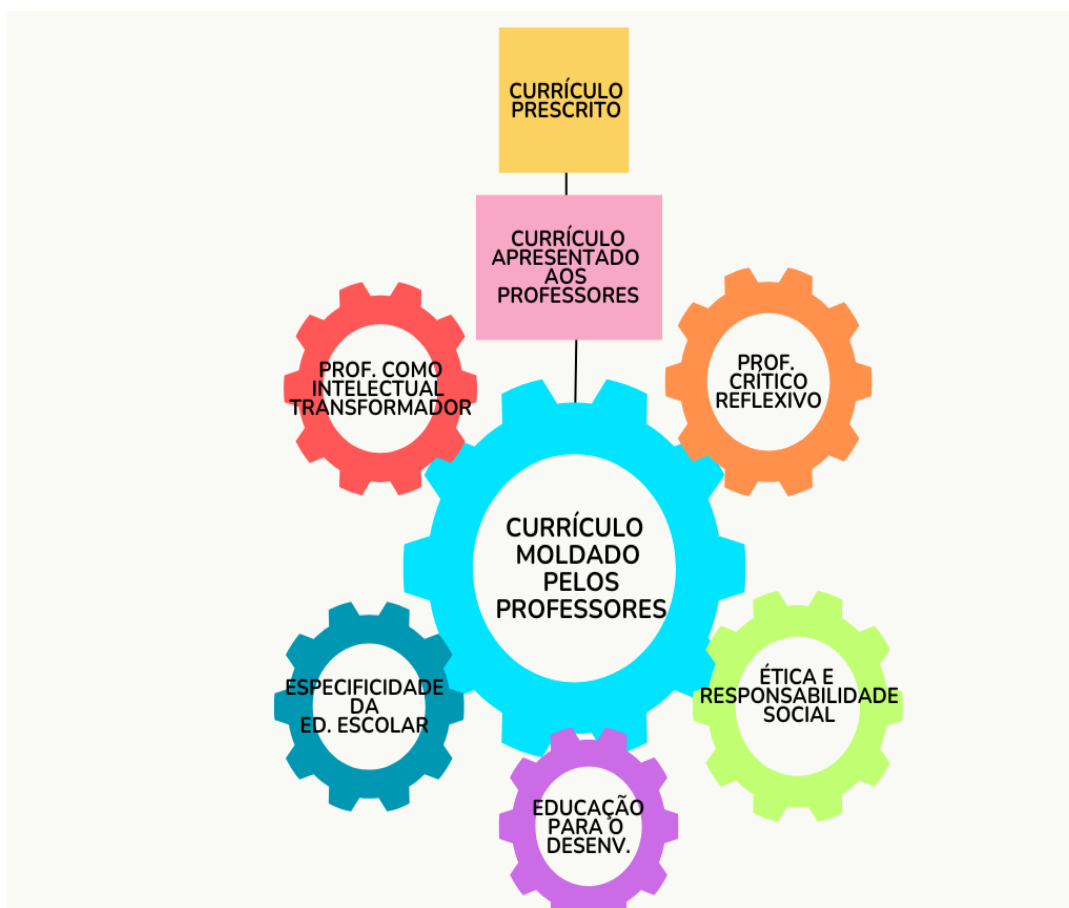 CURRÍCULO
PRESCRITO
CURRÍCULO
APRESENTADO
AOS
PROFESSORES
PROF. COMO
INTELECTUAL
TRANSFORMADOR
PROF.
CRÍTICO
REFLEXIVO
CURRÍCULO
MOLDADO
PELOS
PROFESSORES
ESPECIFICIDADE
DA
ED. ESCOLAR
ÉTICA E
RESPONSABILIDADE
SOCIAL
EDUCAÇÃO
PARA O
DESENV.